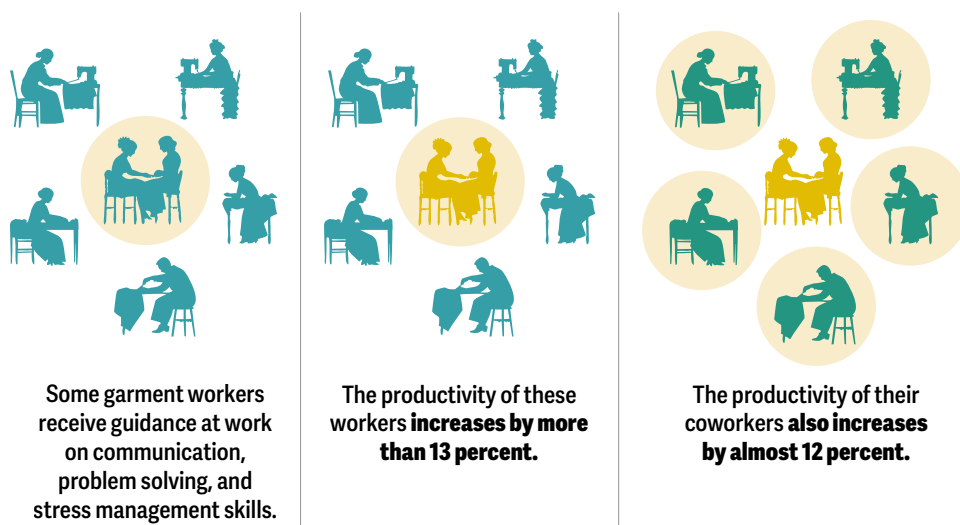 Some garment workers
receive guidance at work
on communication,
problem solving, and
stress management skills.
The productivity of these
workers increases by more
than 13 percent.
The productivity of their
coworkers also increases
by almost 12 percent.